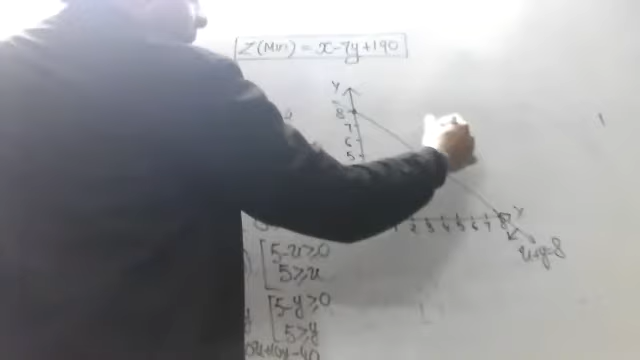 Z(Min) = x-7y+190
Y
8
7
6
5
2 3 4 5 6 7 8
x+y=8
5-x≥0
5≥x
5-y≥0
5≥y